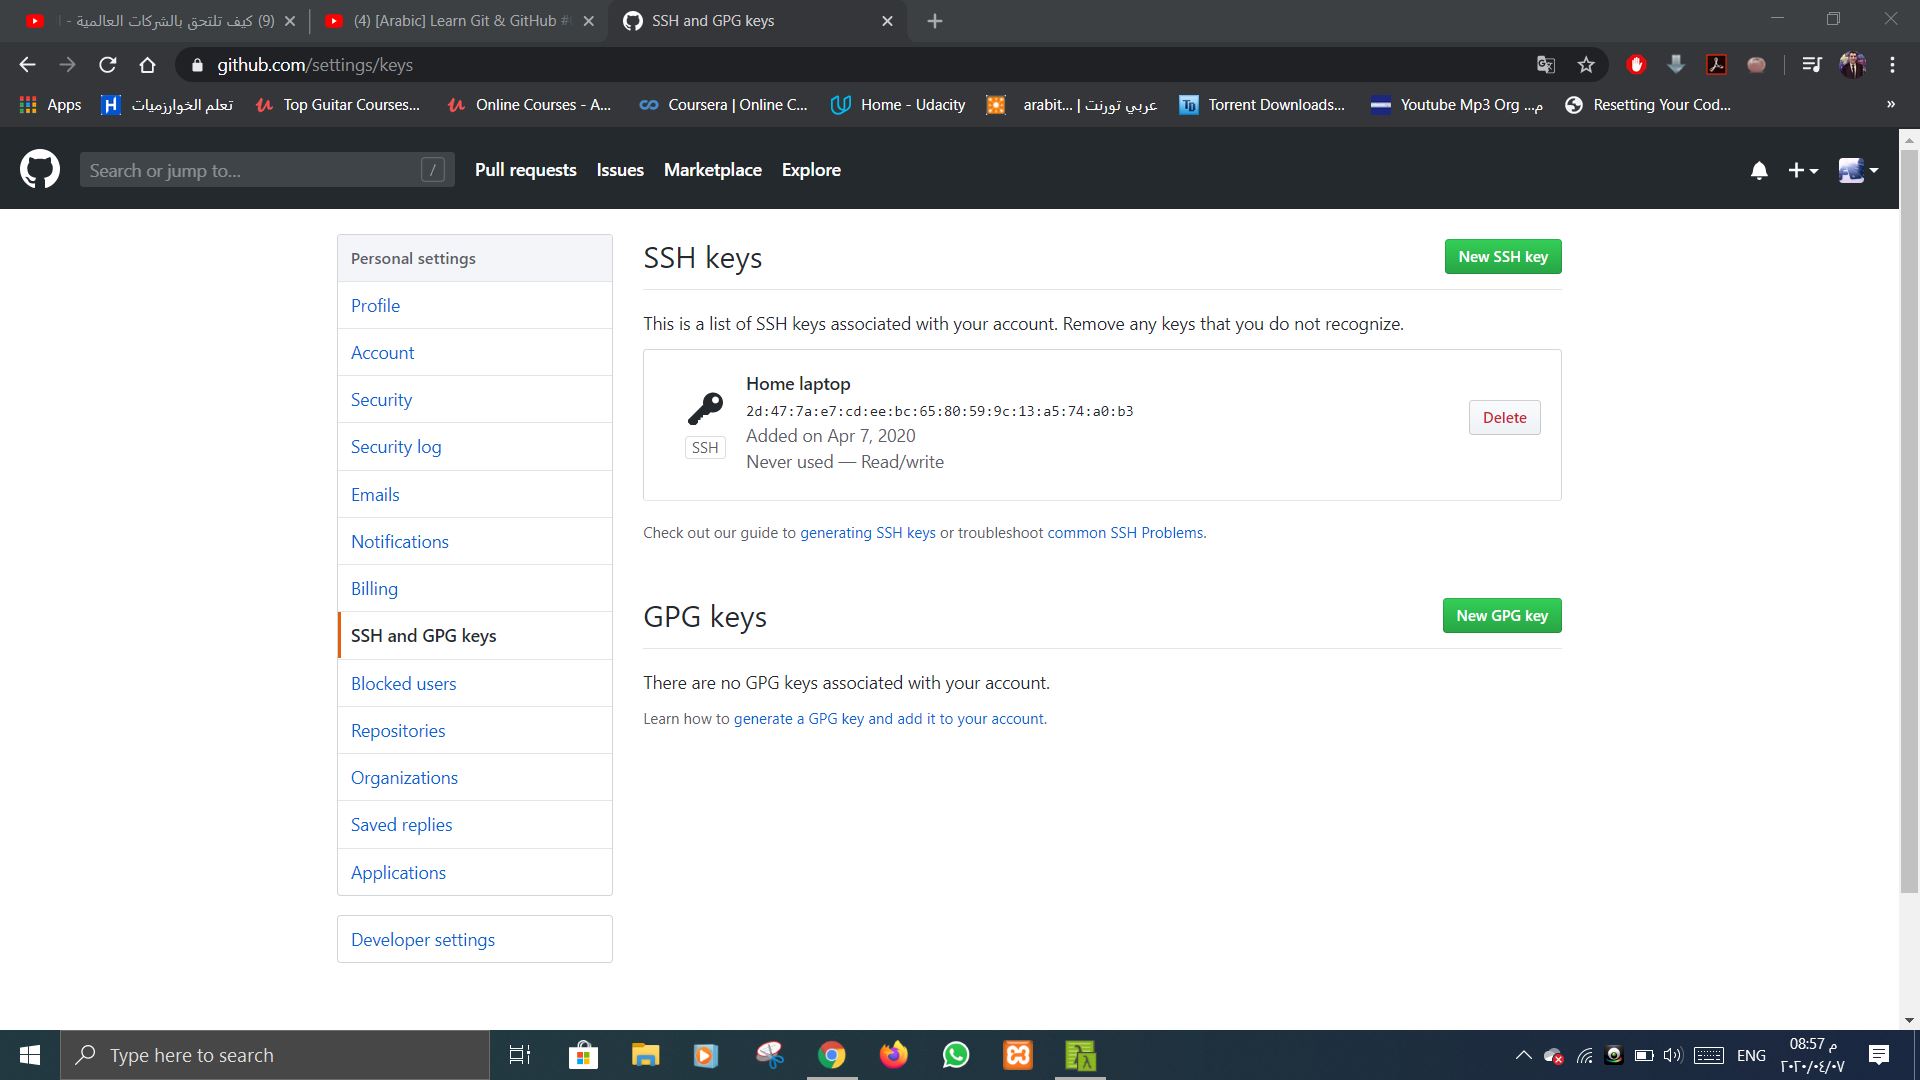 (9) كيف تلتحق بالشركات العالمية -
(4) [Arabic] Learn Git & GitHub #
SSH and GPG keys
github.com/settings/keys
Apps
تعلم الخوارزميات
Top Guitar Courses...
Online Courses - A...
Coursera | Online C...
Home - Udacity
arabit... | عربي تورنت
Torrent Downloads...
Youtube Mp3 Org ...م
Resetting Your Cod...
»
Search or jump to...
/
Pull requests
Issues
Marketplace
Explore
Personal settings
Profile
Account
Security
Security log
Emails
Notifications
Billing
SSH and GPG keys
Blocked users
Repositories
Organizations
Saved replies
Applications
Developer settings
SSH keys
New SSH key
This is a list of SSH keys associated with your account. Remove any keys that you do not recognize.
Home laptop
2d:47:7a:e7:cd:ee:bc:65:80:59:9c:13:a5:74:a0:b3
Added on Apr 7, 2020
Never used — Read/write
SSH
Delete
Check out our guide to generating SSH keys or troubleshoot common SSH Problems.
GPG keys
New GPG key
There are no GPG keys associated with your account.
Learn how to generate a GPG key and add it to your account.
Type here to search
ENG
08:57 م
٢٠٢٠/٠٤/٠٧